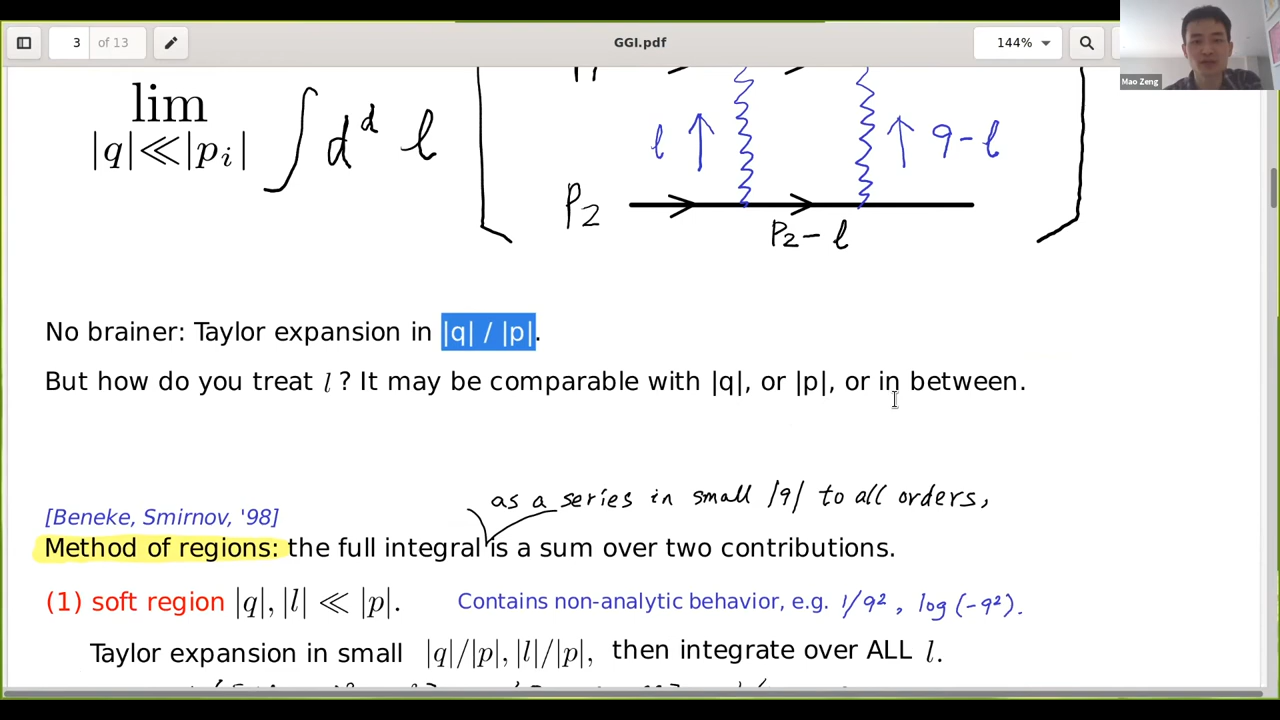 3 of 13
GGI.pdf
144%
Mao Zeng
lim
|q|≪|p_i|
∫ d^d l
l
q-l
P2
P2 - l
No brainer: Taylor expansion in |q| / |p|.
But how do you treat l ? It may be comparable with |q|, or |p|, or in between.
as a series in small |q| to all orders,
[Beneke, Smirnov, '98]
Method of regions: the full integral is a sum over two contributions.
(1) soft region |q|, |l| ≪ |p|. Contains non-analytic behavior, e.g. 1/q², log(-q²).
Taylor expansion in small |q|/|p|, |l|/|p|, then integrate over ALL l.